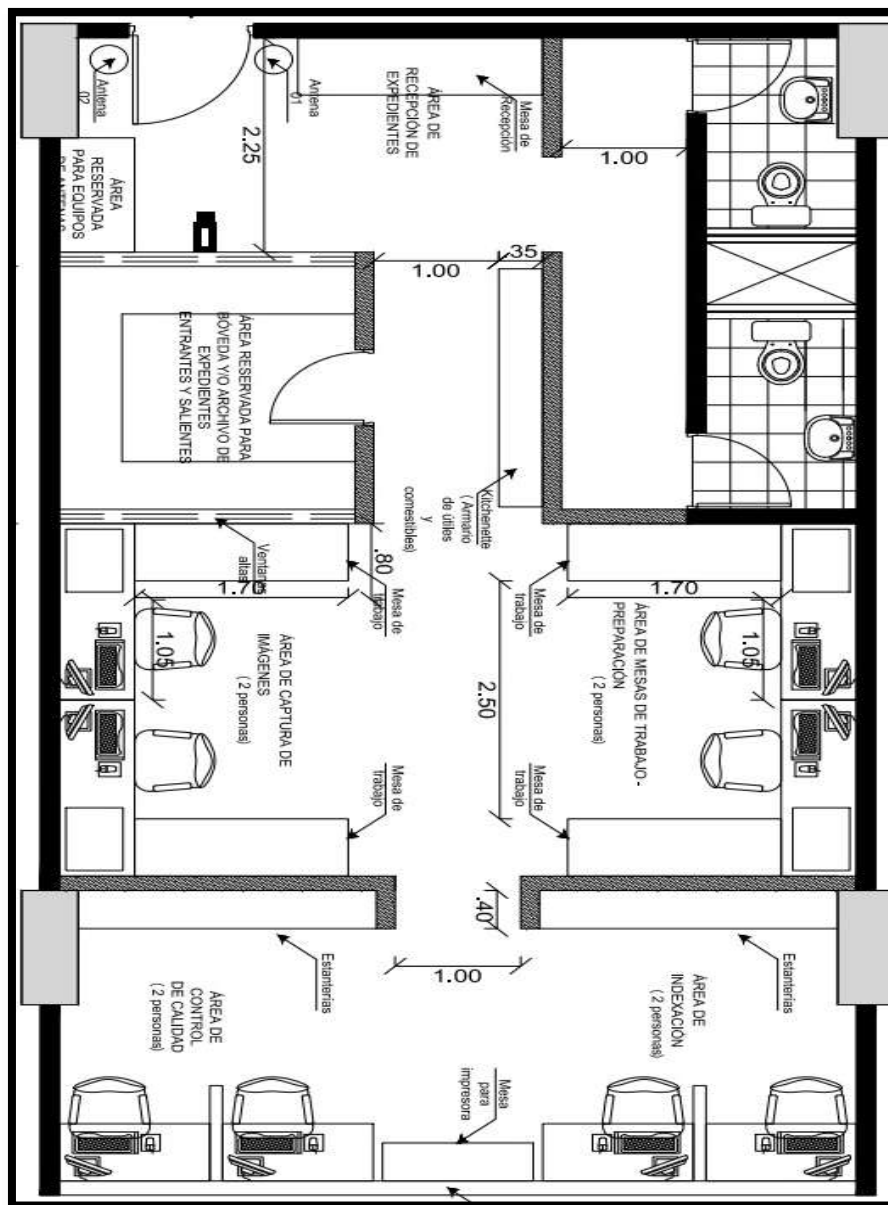 Antena
02
Antena
01
ÁREA DE
RECEPCIÓN DE
EXPEDIENTES
Mesa de
Recepción
2.25
1.00
ÁREA
RESERVADA
PARA EQUIPOS
DE ANTENAS
1.00
.35
ÁREA RESERVADA PARA
BÓVEDA Y/O ARCHIVO DE
EXPEDIENTES
ENTRANTES Y SALIENTES
Kitchenette
( Armario
de útiles
y
comestibles)
Ventanas
altas
.80
Mesa de
trabajo
Mesa de
trabajo
1.70
1.70
1.05
1.05
ÁREA DE CAPTURA DE
IMÁGENES
( 2 personas)
2.50
ÁREA DE MESAS DE TRABAJO -
PREPARACIÓN
( 2 personas)
Mesa de
trabajo
Mesa de
trabajo
.40
1.00
Estanterías
Estanterías
ÁREA DE
CONTROL
DE CALIDAD
( 2 personas)
ÁREA DE
INDEXACIÓN
( 2 personas)
Mesa
para
impresora